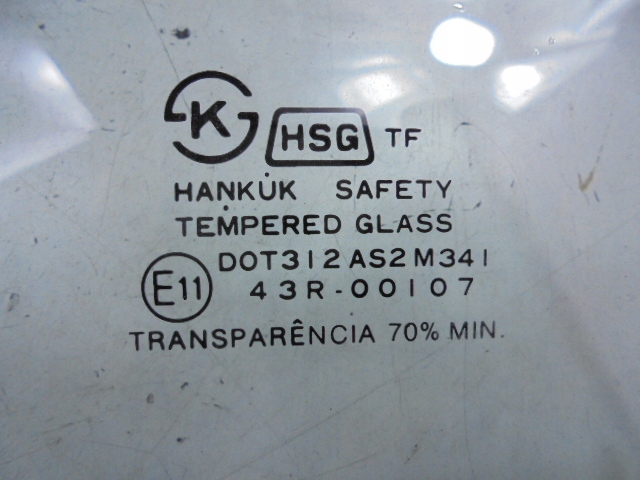 K HSG TF
HANKUK SAFETY
TEMPERED GLASS
DOT312 AS2 M341
E11 43R-00107
TRANSPARÊNCIA 70% MIN.